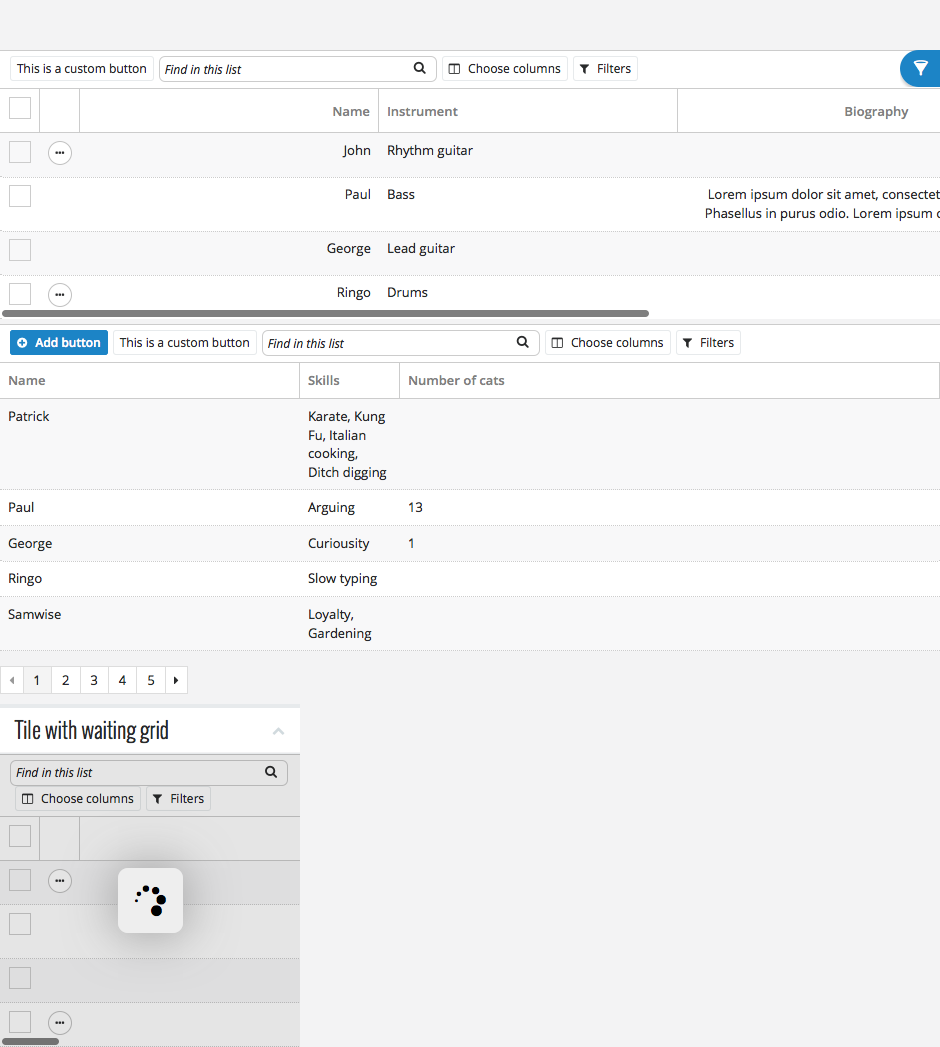 This is a custom button Find in this list Choose columns Filters
Name Instrument Biography
John Rhythm guitar
Paul Bass Lorem ipsum dolor sit amet, consectet
Phasellus in purus odio. Lorem ipsum
George Lead guitar
Ringo Drums
Add button This is a custom button Find in this list Choose columns Filters
Name Skills Number of cats
Patrick Karate, Kung
Fu, Italian
cooking,
Ditch digging
Paul Arguing 13
George Curiousity 1
Ringo Slow typing
Samwise Loyalty,
Gardening
1 2 3 4 5
Tile with waiting grid
Find in this list
Choose columns Filters